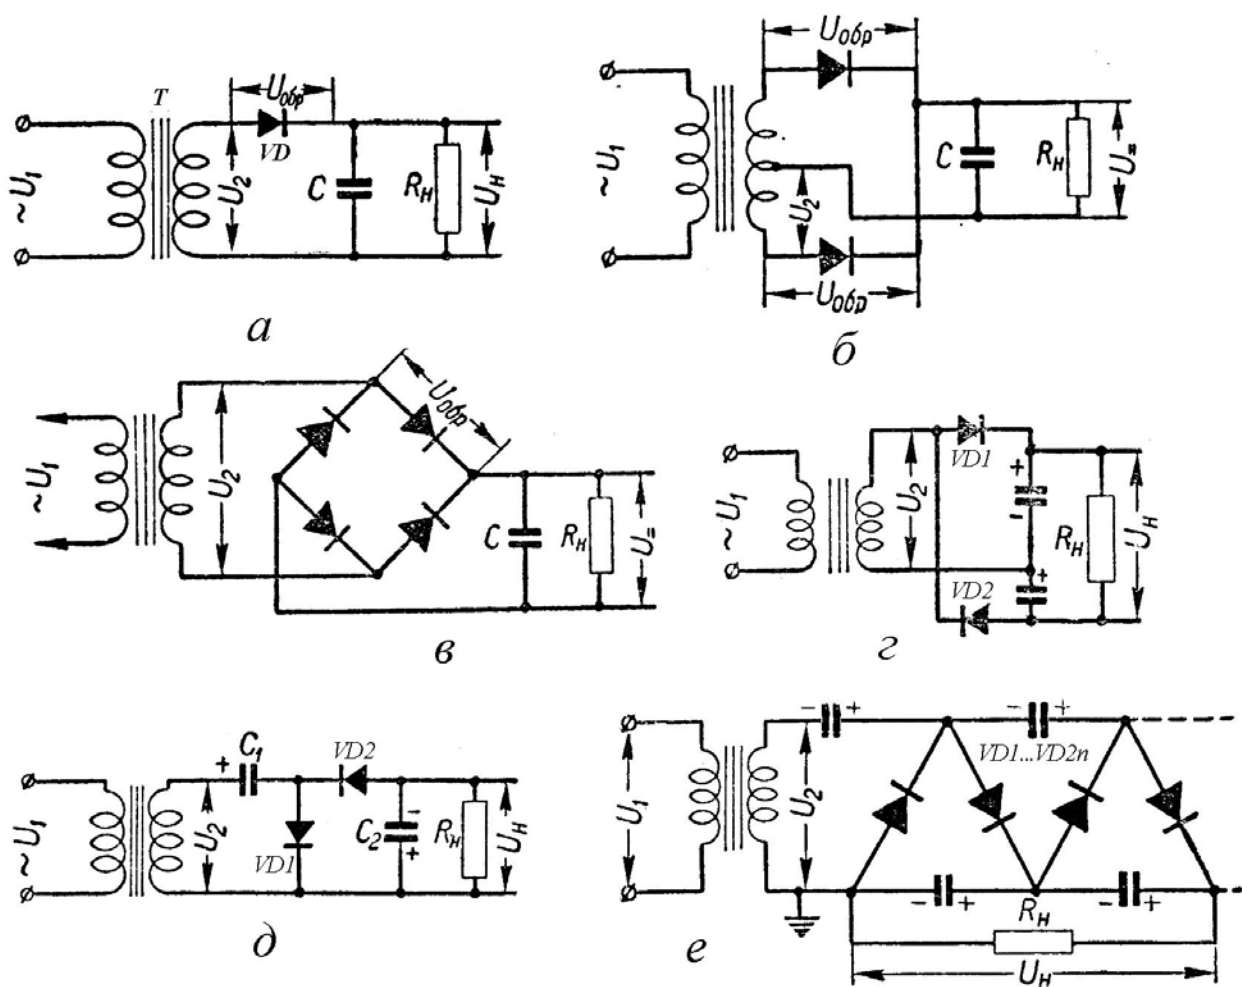 T
Uобр
VD
~U₁
U₂
C
Rн
Uн
а
Uобр
~U₁
U₂
C
Rн
U=
Uобр
б
~U₁
U₂
Uобр
C
Rн
U=
в
~U₁
U₂
VD1
VD2
+
-
+
-
Rн
Uн
г
~U₁
U₂
+
C₁
VD2
VD1
C₂
-
+
Rн
Uн
д
U₁
U₂
- +
- +
VD1...VD2n
- +
- +
Rн
Uн
е